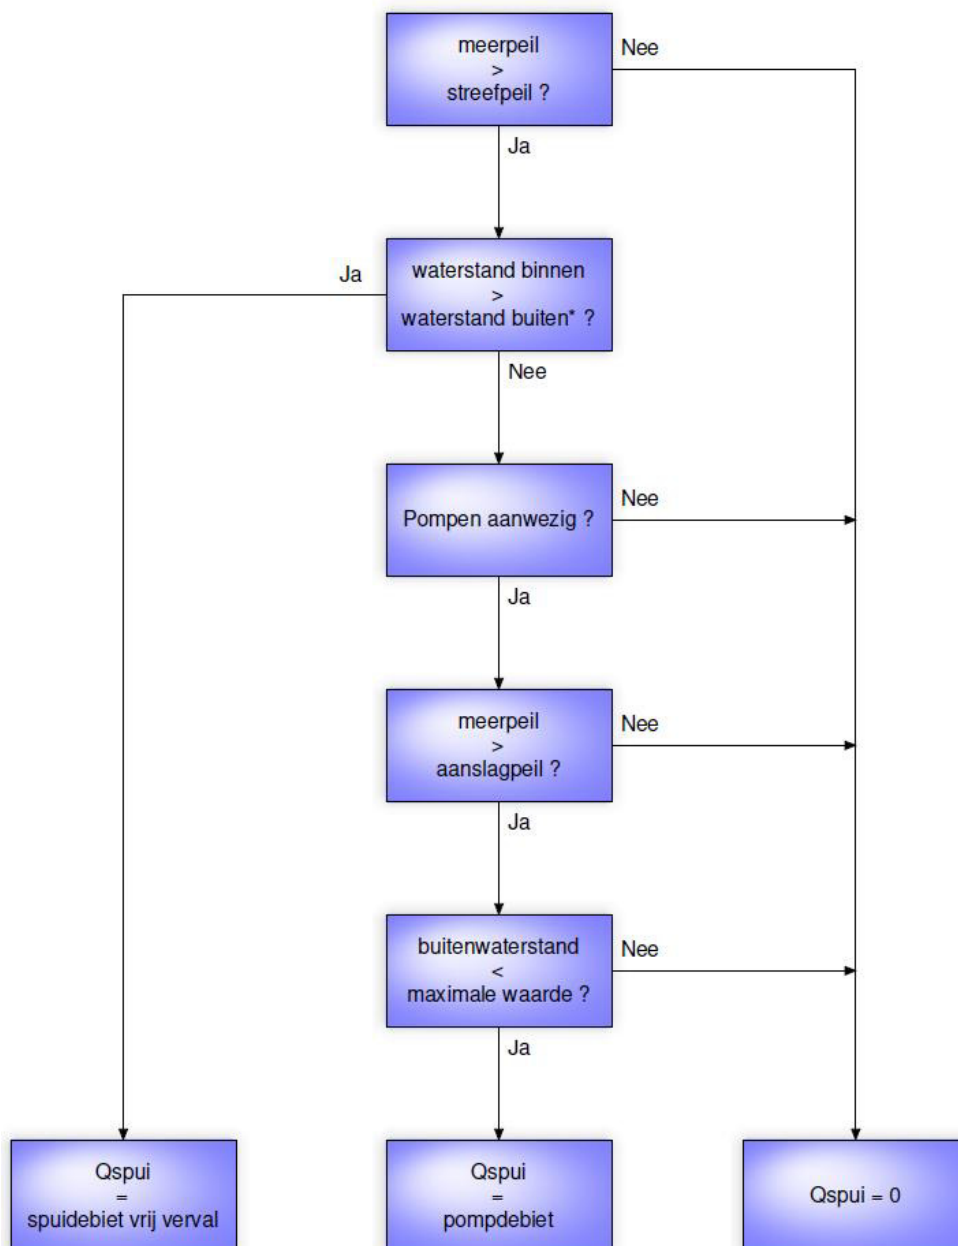 meerpeil
>
streefpeil ?
Nee
Ja
waterstand binnen
>
waterstand buiten* ?
Ja
Nee
Pompen aanwezig ?
Nee
Ja
meerpeil
>
aanslagpeil ?
Nee
Ja
buitenwaterstand
<
maximale waarde ?
Nee
Ja
Qspui
=
spuidebiet vrij verval
Qspui
=
pompdebiet
Qspui = 0